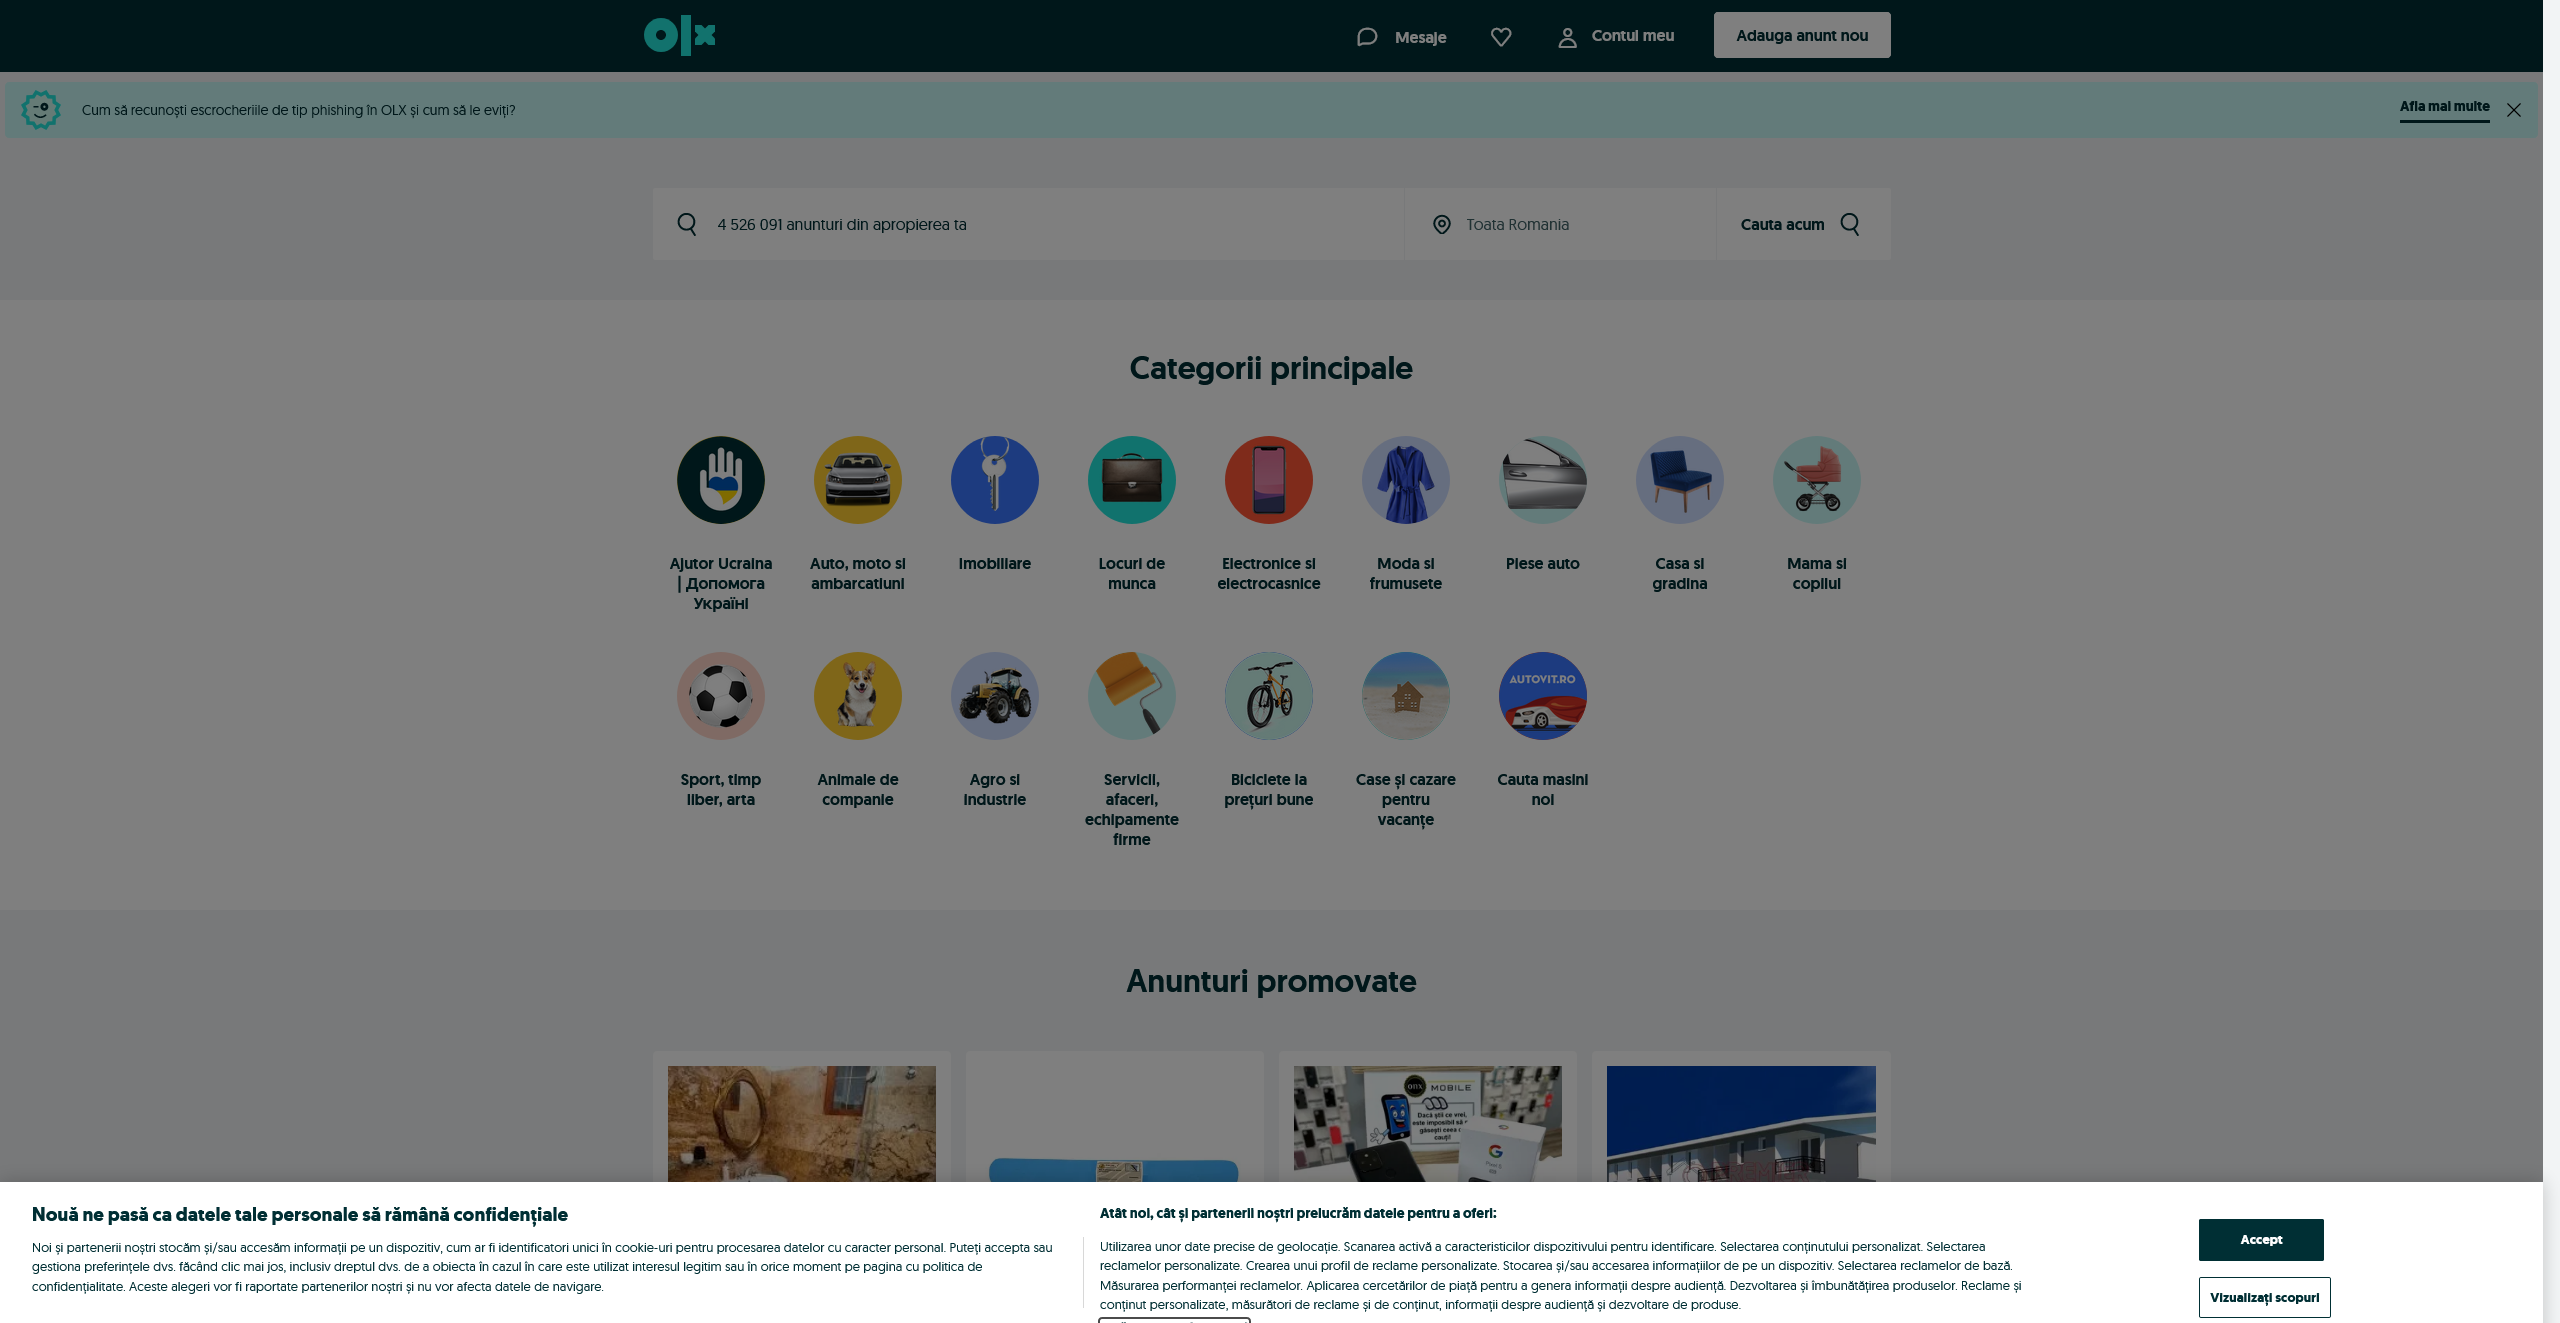 olx
Mesaje
Contul meu
Adauga anunt nou
Cum să recunoști escrocheriile de tip phishing în OLX și cum să le eviți?
Afla mai multe
4 526 091 anunturi din apropierea ta
Toata Romania
Cauta acum
Categorii principale
Ajutor Ucraina
| Допомога
Україні
Auto, moto si
ambarcatiuni
Imobiliare
Locuri de
munca
Electronice si
electrocasnice
Moda si
frumusete
Piese auto
Casa si
gradina
Mama si
copilul
AUTOVIT.RO
Sport, timp
liber, arta
Animale de
companie
Agro si
industrie
Servicii,
afaceri,
echipamente
firme
Biciclete la
prețuri bune
Case și cazare
pentru
vacanțe
Cauta masini
noi
Anunturi promovate
onx MOBILE
Dacă știi ce vrei,
este imposibil să
găsești ceea
cauți!
Nouă ne pasă ca datele tale personale să rămână confidențiale
Noi și partenerii noștri stocăm și/sau accesăm informații pe un dispozitiv, cum ar fi identificatori unici în cookie-uri pentru procesarea datelor cu caracter personal. Puteți accepta sau
gestiona preferințele dvs. făcând clic mai jos, inclusiv dreptul dvs. de a obiecta în cazul în care este utilizat interesul legitim sau în orice moment pe pagina cu politica de
confidențialitate. Aceste alegeri vor fi raportate partenerilor noștri și nu vor afecta datele de navigare.
Atât noi, cât și partenerii noștri prelucrăm datele pentru a oferi:
Utilizarea unor date precise de geolocație. Scanarea activă a caracteristicilor dispozitivului pentru identificare. Selectarea conținutului personalizat. Selectarea
reclamelor personalizate. Crearea unui profil de reclame personalizate. Stocarea și/sau accesarea informațiilor de pe un dispozitiv. Selectarea reclamelor de bază.
Măsurarea performanței reclamelor. Aplicarea cercetărilor de piață pentru a genera informații despre audiență. Dezvoltarea și îmbunătățirea produselor. Reclame și
conținut personalizate, măsurători de reclame și de conținut, informații despre audiență și dezvoltare de produse.
Accept
Vizualizați scopuri